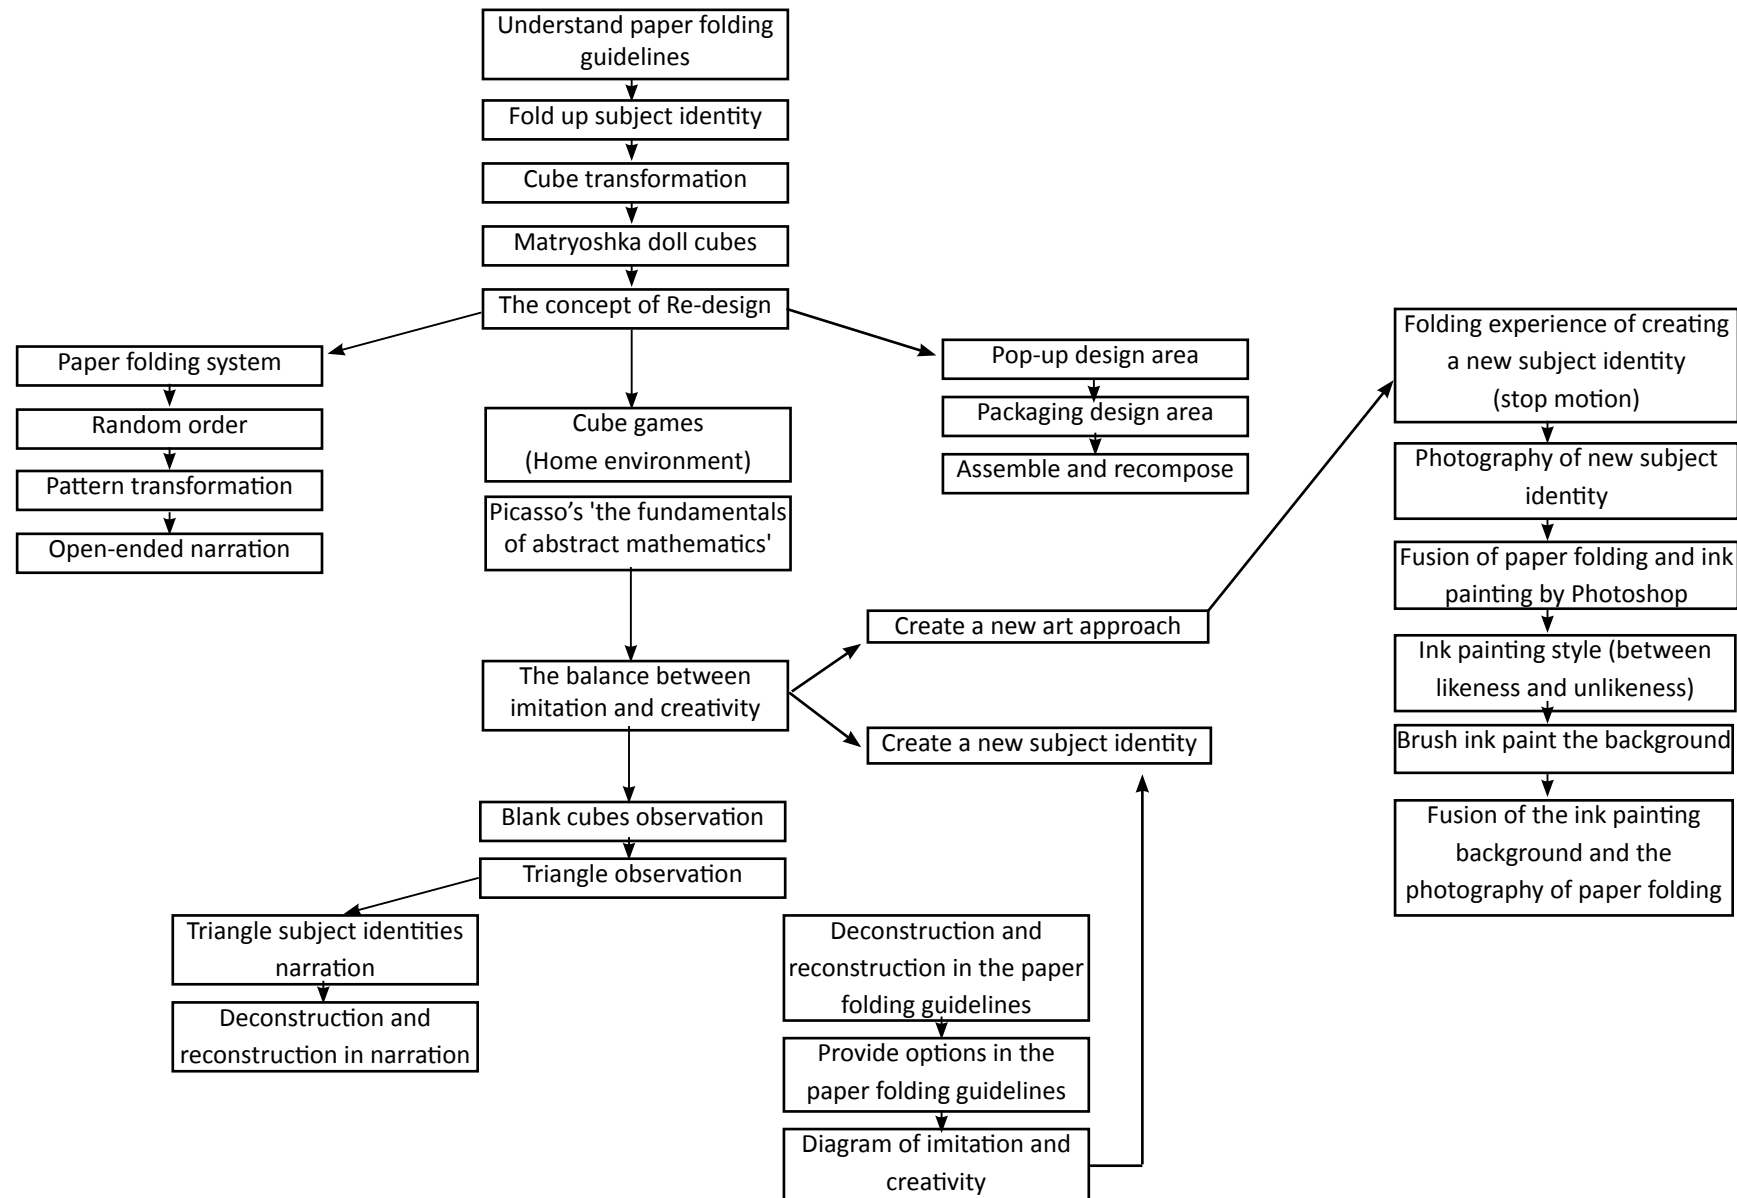 Understand paper folding
guidelines
Fold up subject identity
Cube transformation
Matryoshka doll cubes
The concept of Re-design
Paper folding system
Random order
Pattern transformation
Open-ended narration
Cube games
(Home environment)
Picasso’s 'the fundamentals
of abstract mathematics'
Pop-up design area
Packaging design area
Assemble and recompose
The balance between
imitation and creativity
Create a new art approach
Create a new subject identity
Blank cubes observation
Triangle observation
Triangle subject identities
narration
Deconstruction and
reconstruction in narration
Deconstruction and
reconstruction in the paper
folding guidelines
Provide options in the
paper folding guidelines
Diagram of imitation and
creativity
Folding experience of creating
a new subject identity
(stop motion)
Photography of new subject
identity
Fusion of paper folding and ink
painting by Photoshop
Ink painting style (between
likeness and unlikeness)
Brush ink paint the background
Fusion of the ink painting
background and the
photography of paper folding